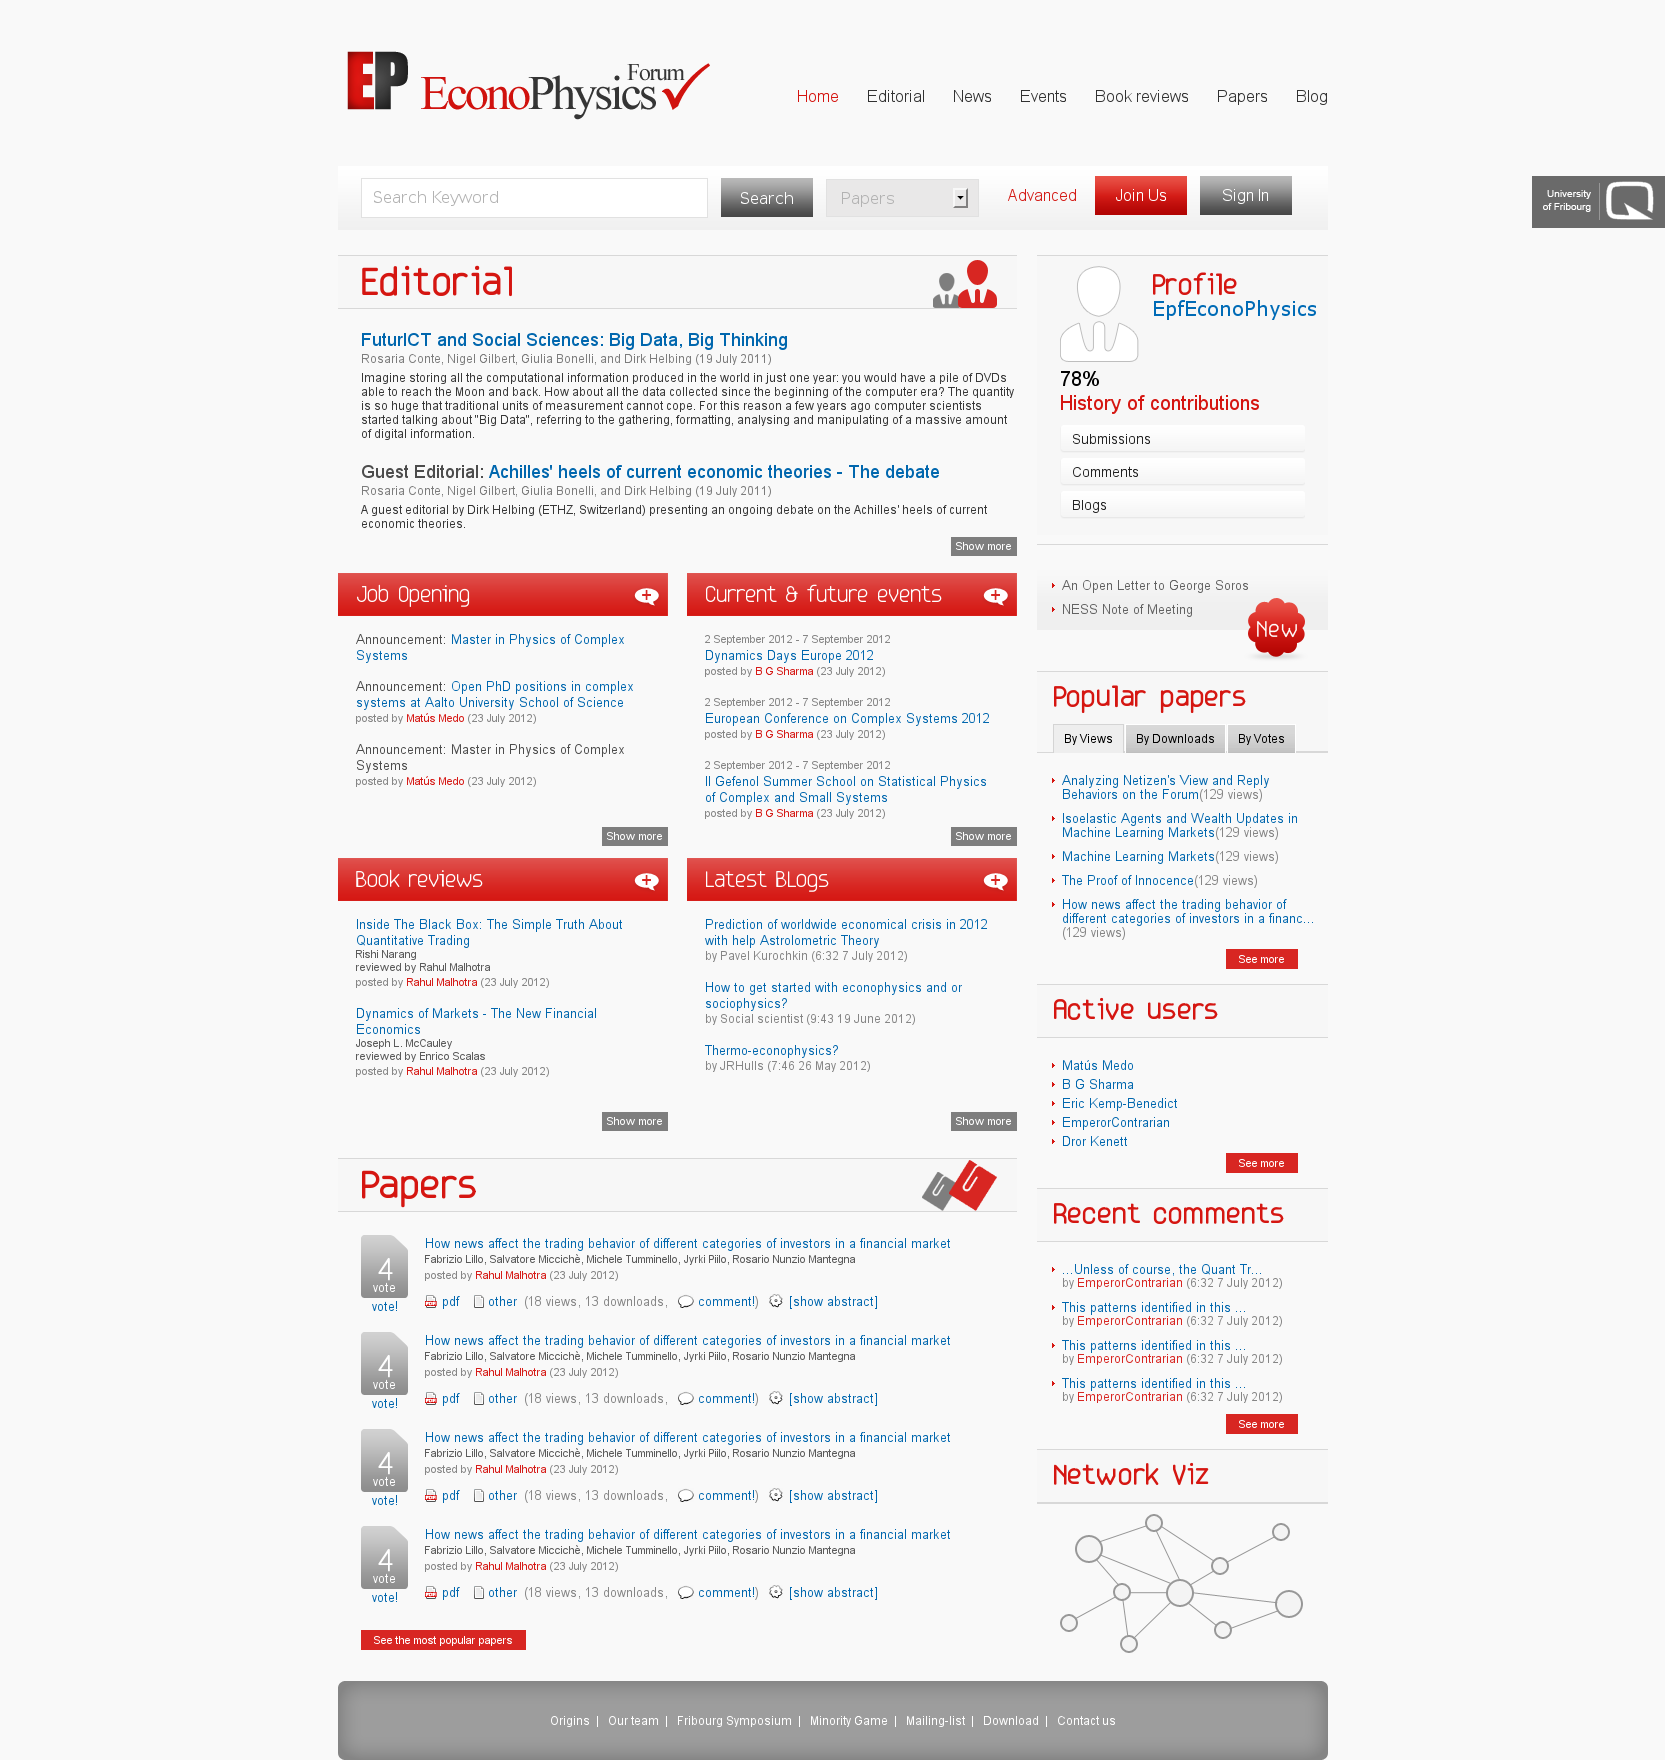 EP EconoPhysics Forum
Home Editorial News Events Book reviews Papers Blog
Search Keyword Search Papers Advanced Join Us Sign In
University
of Fribourg
Editorial
FuturICT and Social Sciences: Big Data, Big Thinking
Rosaria Conte, Nigel Gilbert, Giulia Bonelli, and Dirk Helbing (19 July 2011)
Imagine storing all the computational information produced in the world in just one year: you would have a pile of DVDs
able to reach the Moon and back. How about all the data collected since the beginning of the computer era? The quantity
is so huge that traditional units of measurement cannot cope. For this reason a few years ago computer scientists
started talking about "Big Data", referring to the gathering, formatting, analysing and manipulating of a massive amount
of digital information.
Guest Editorial: Achilles' heels of current economic theories - The debate
Rosaria Conte, Nigel Gilbert, Giulia Bonelli, and Dirk Helbing (19 July 2011)
A guest editorial by Dirk Helbing (ETHZ, Switzerland) presenting an ongoing debate on the Achilles' heels of current
economic theories.
Show more
Job Opening
Announcement: Master in Physics of Complex
Systems
Announcement: Open PhD positions in complex
systems at Aalto University School of Science
posted by Matús Medo (23 July 2012)
Announcement: Master in Physics of Complex
Systems
posted by Matús Medo (23 July 2012)
Show more
Current & future events
2 September 2012 - 7 September 2012
Dynamics Days Europe 2012
posted by B G Sharma (23 July 2012)
2 September 2012 - 7 September 2012
European Conference on Complex Systems 2012
posted by B G Sharma (23 July 2012)
2 September 2012 - 7 September 2012
II Gefenol Summer School on Statistical Physics
of Complex and Small Systems
posted by B G Sharma (23 July 2012)
Show more
Book reviews
Inside The Black Box: The Simple Truth About
Quantitative Trading
Rishi Narang
reviewed by Rahul Malhotra
posted by Rahul Malhotra (23 July 2012)
Dynamics of Markets - The New Financial
Economics
Joseph L. McCauley
reviewed by Enrico Scalas
posted by Rahul Malhotra (23 July 2012)
Show more
Latest BLogs
Prediction of worldwide economical crisis in 2012
with help Astrolometric Theory
by Pavel Kurochkin (6:32 7 July 2012)
How to get started with econophysics and or
sociophysics?
by Social scientist (9:43 19 June 2012)
Thermo-econophysics?
by JRHulls (7:46 26 May 2012)
Show more
Papers
How news affect the trading behavior of different categories of investors in a financial market
Fabrizio Lillo, Salvatore Miccichè, Michele Tumminello, Jyrki Piilo, Rosario Nunzio Mantegna
4
vote
posted by Rahul Malhotra (23 July 2012)
vote! pdf other (18 views, 13 downloads, comment!) [show abstract]
How news affect the trading behavior of different categories of investors in a financial market
Fabrizio Lillo, Salvatore Miccichè, Michele Tumminello, Jyrki Piilo, Rosario Nunzio Mantegna
4
vote
posted by Rahul Malhotra (23 July 2012)
vote! pdf other (18 views, 13 downloads, comment!) [show abstract]
How news affect the trading behavior of different categories of investors in a financial market
Fabrizio Lillo, Salvatore Miccichè, Michele Tumminello, Jyrki Piilo, Rosario Nunzio Mantegna
4
vote
posted by Rahul Malhotra (23 July 2012)
vote! pdf other (18 views, 13 downloads, comment!) [show abstract]
How news affect the trading behavior of different categories of investors in a financial market
Fabrizio Lillo, Salvatore Miccichè, Michele Tumminello, Jyrki Piilo, Rosario Nunzio Mantegna
4
vote
posted by Rahul Malhotra (23 July 2012)
vote! pdf other (18 views, 13 downloads, comment!) [show abstract]
See the most popular papers
Profile
EpfEconoPhysics
78%
History of contributions
Submissions
Comments
Blogs
An Open Letter to George Soros
NESS Note of Meeting
New
Popular papers
By Views By Downloads By Votes
Analyzing Netizen's View and Reply
Behaviors on the Forum(129 views)
Isoelastic Agents and Wealth Updates in
Machine Learning Markets(129 views)
Machine Learning Markets(129 views)
The Proof of Innocence(129 views)
How news affect the trading behavior of
different categories of investors in a financ...
(129 views)
See more
Active users
Matús Medo
B G Sharma
Eric Kemp-Benedict
EmperorContrarian
Dror Kenett
See more
Recent comments
...Unless of course, the Quant Tr...
by EmperorContrarian (6:32 7 July 2012)
This patterns identified in this ...
by EmperorContrarian (6:32 7 July 2012)
This patterns identified in this ...
by EmperorContrarian (6:32 7 July 2012)
This patterns identified in this ...
by EmperorContrarian (6:32 7 July 2012)
See more
Network Viz
Origins | Our team | Fribourg Symposium | Minority Game | Mailing-list | Download | Contact us